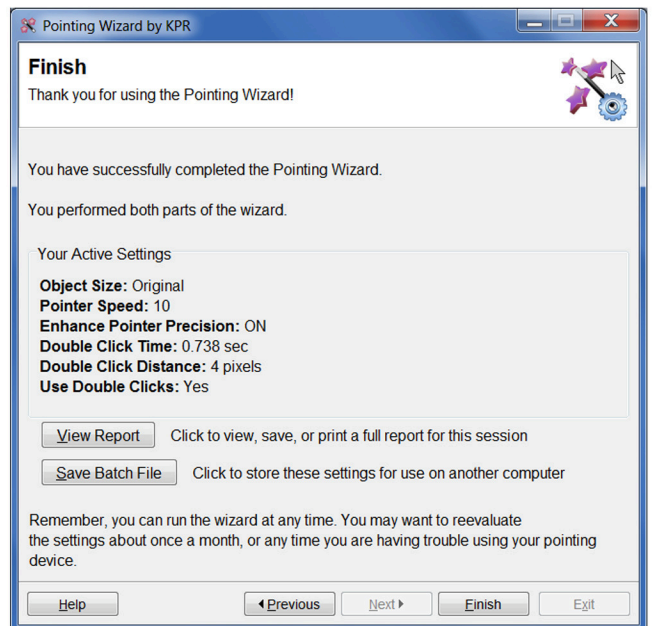 Pointing Wizard by KPR
Finish
Thank you for using the Pointing Wizard!
You have successfully completed the Pointing Wizard.
You performed both parts of the wizard.
Your Active Settings
Object Size: Original
Pointer Speed: 10
Enhance Pointer Precision: ON
Double Click Time: 0.738 sec
Double Click Distance: 4 pixels
Use Double Clicks: Yes
View Report Click to view, save, or print a full report for this session
Save Batch File Click to store these settings for use on another computer
Remember, you can run the wizard at any time. You may want to reevaluate
the settings about once a month, or any time you are having trouble using your pointing
device.
Help Previous Next Finish Exit